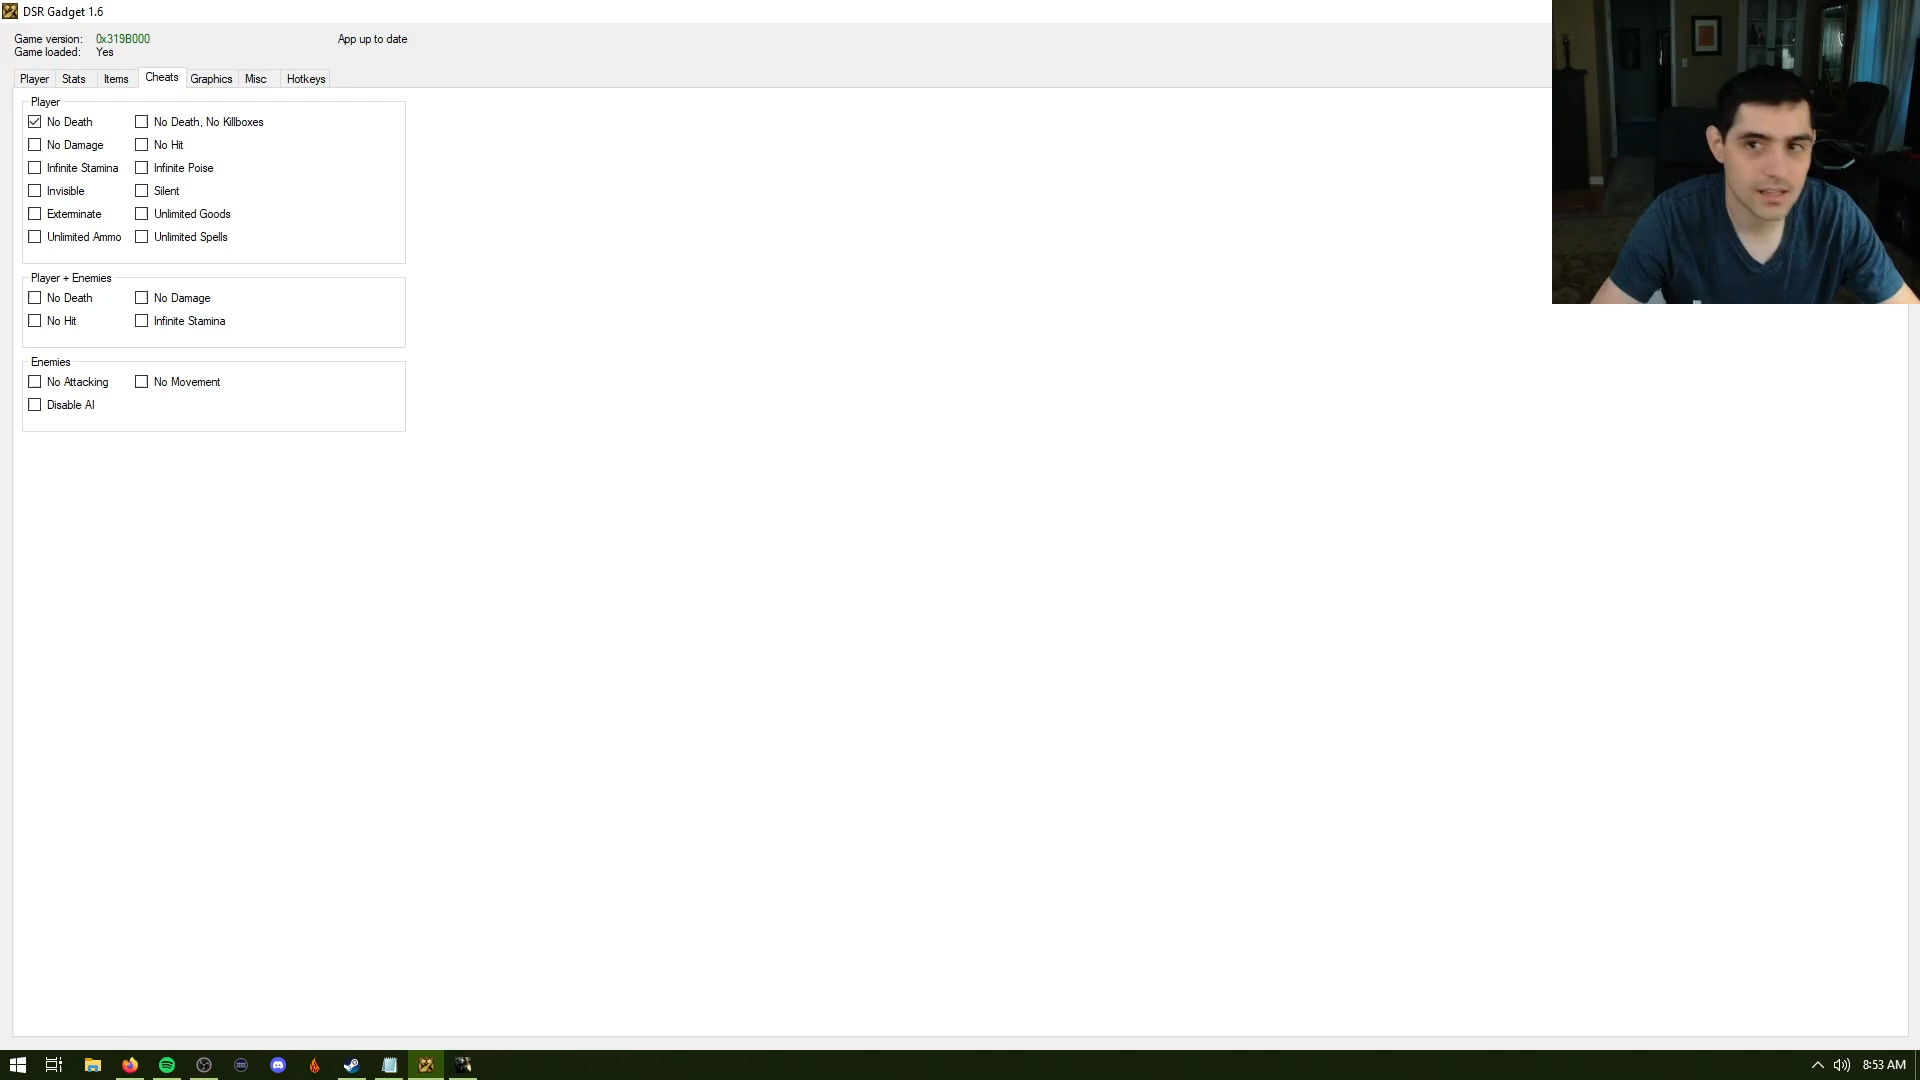 DSR Gadget 1.6
Game version: 0x319B000 App up to date
Game loaded: Yes
Player Stats Items Cheats Graphics Misc Hotkeys
Player
No Death No Death, No Killboxes
No Damage No Hit
Infinite Stamina Infinite Poise
Invisible Silent
Exterminate Unlimited Goods
Unlimited Ammo Unlimited Spells
Player + Enemies
No Death No Damage
No Hit Infinite Stamina
Enemies
No Attacking No Movement
Disable AI
8:53 AM